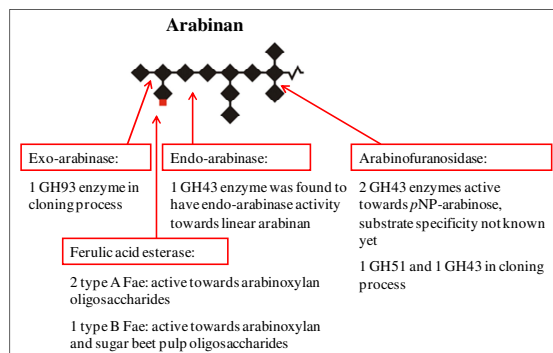 Arabinan
Exo-arabinase:
1 GH93 enzyme in
cloning process
Endo-arabinase:
1 GH43 enzyme was found to
have endo-arabinase activity
towards linear arabinan
Arabinofuranosidase:
2 GH43 enzymes active
towards pNP-arabinose,
substrate specificity not known
yet
1 GH51 and 1 GH43 in cloning
process
Ferulic acid esterase:
2 type A Fae: active towards arabinoxylan
oligosaccharides
1 type B Fae: active towards arabinoxylan
and sugar beet pulp oligosaccharides